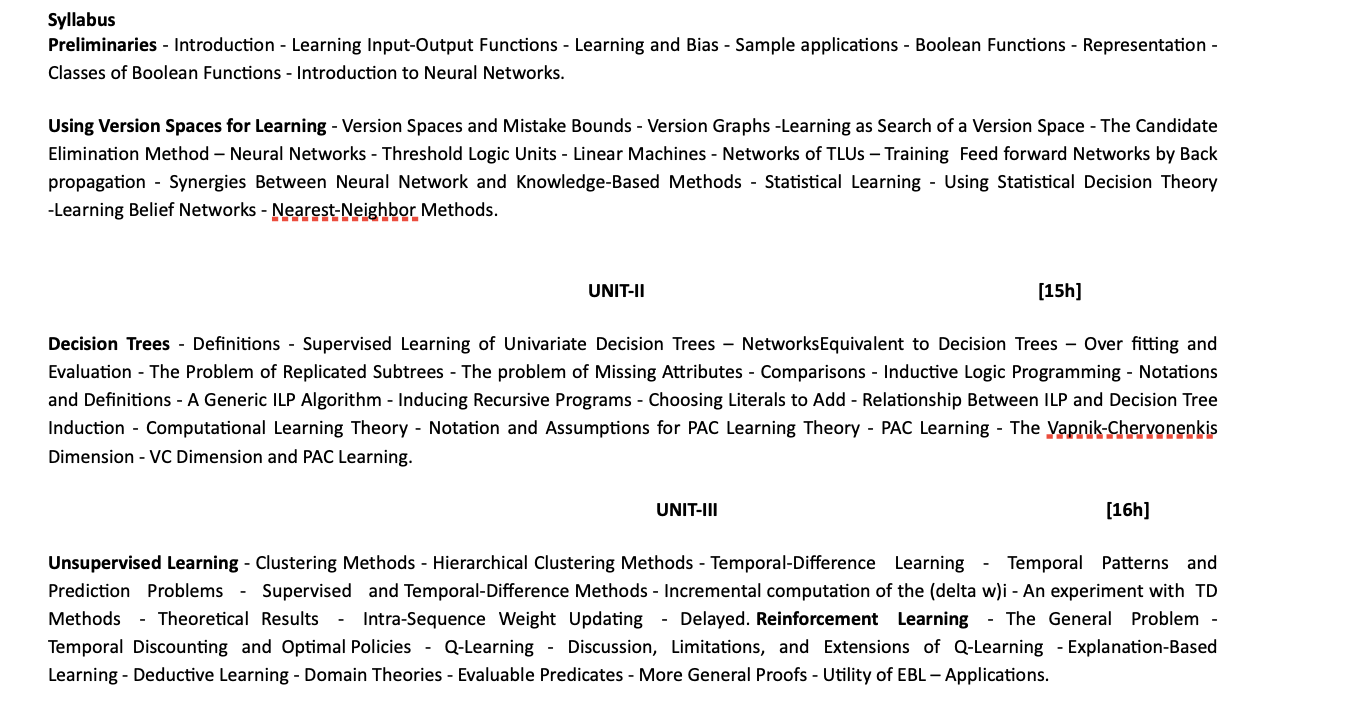 Syllabus
Preliminaries - Introduction - Learning Input-Output Functions - Learning and Bias - Sample applications - Boolean Functions - Representation -
Classes of Boolean Functions - Introduction to Neural Networks.
Using Version Spaces for Learning - Version Spaces and Mistake Bounds - Version Graphs -Learning as Search of a Version Space - The Candidate
Elimination Method – Neural Networks - Threshold Logic Units - Linear Machines - Networks of TLUs – Training Feed forward Networks by Back
propagation - Synergies Between Neural Network and Knowledge-Based Methods - Statistical Learning - Using Statistical Decision Theory
-Learning Belief Networks - Nearest-Neighbor Methods.
UNIT-II [15h]
Decision Trees - Definitions - Supervised Learning of Univariate Decision Trees – NetworksEquivalent to Decision Trees – Over fitting and
Evaluation - The Problem of Replicated Subtrees - The problem of Missing Attributes - Comparisons - Inductive Logic Programming - Notations
and Definitions - A Generic ILP Algorithm - Inducing Recursive Programs - Choosing Literals to Add - Relationship Between ILP and Decision Tree
Induction - Computational Learning Theory - Notation and Assumptions for PAC Learning Theory - PAC Learning - The Vapnik-Chervonenkis
Dimension - VC Dimension and PAC Learning.
UNIT-III [16h]
Unsupervised Learning - Clustering Methods - Hierarchical Clustering Methods - Temporal-Difference Learning - Temporal Patterns and
Prediction Problems - Supervised and Temporal-Difference Methods - Incremental computation of the (delta w)i - An experiment with TD
Methods - Theoretical Results - Intra-Sequence Weight Updating - Delayed. Reinforcement Learning - The General Problem -
Temporal Discounting and Optimal Policies - Q-Learning - Discussion, Limitations, and Extensions of Q-Learning - Explanation-Based
Learning - Deductive Learning - Domain Theories - Evaluable Predicates - More General Proofs - Utility of EBL – Applications.